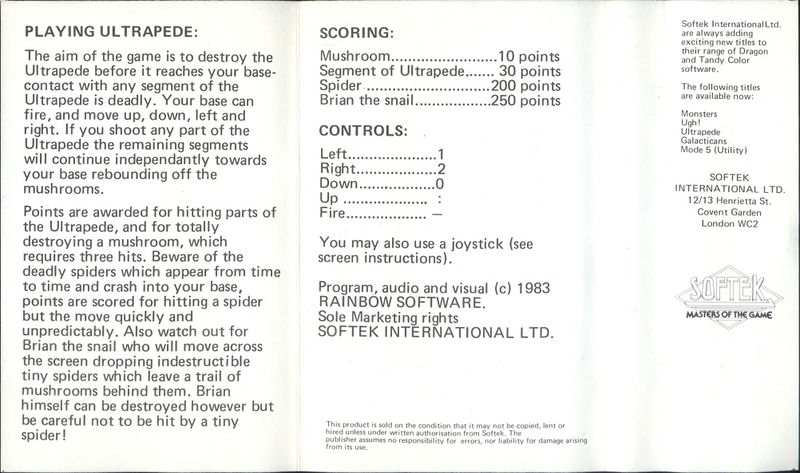 PLAYING ULTRAPEDE:
The aim of the game is to destroy the
Ultrapede before it reaches your base-
contact with any segment of the
Ultrapede is deadly. Your base can
fire, and move up, down, left and
right. If you shoot any part of the
Ultrapede the remaining segments
will continue independantly towards
your base rebounding off the
mushrooms.
Points are awarded for hitting parts of
the Ultrapede, and for totally
destroying a mushroom, which
requires three hits. Beware of the
deadly spiders which appear from time
to time and crash into your base,
points are scored for hitting a spider
but the move quickly and
unpredictably. Also watch out for
Brian the snail who will move across
the screen dropping indestructible
tiny spiders which leave a trail of
mushrooms behind them. Brian
himself can be destroyed however but
be careful not to be hit by a tiny
spider!
SCORING:
Mushroom.........................10 points
Segment of Ultrapede....... 30 points
Spider ..............................200 points
Brian the snail..................250 points
CONTROLS:
Left.....................1
Right....................2
Down..................0
Up .................... :
Fire................... —
You may also use a joystick (see
screen instructions).
Program, audio and visual (c) 1983
RAINBOW SOFTWARE.
Sole Marketing rights
SOFTEK INTERNATIONAL LTD.
This product is sold on the condition that it may not be copied, lent or
hired unless under written authorisation from Softek. The
publisher assumes no responsibility for errors, nor liability for damage arising
from its use.
Softek International Ltd.
are always adding
exciting new titles to
their range of Dragon
and Tandy Color
software.
The following titles
are available now:
Monsters
Ugh!
Ultrapede
Galacticans
Mode 5 (Utility)
SOFTEK
INTERNATIONAL LTD.
12/13 Henrietta St.
Covent Garden
London WC2
SOFTEK
MASTERS OF THE GAME